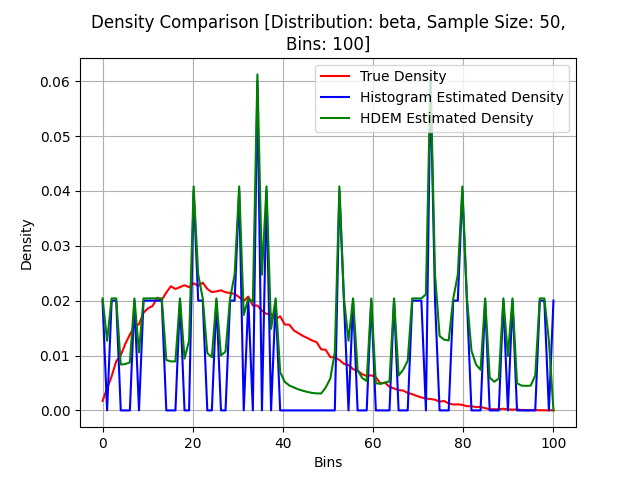 Density Comparison [Distribution: beta, Sample Size: 50,
Bins: 100]
True Density
Histogram Estimated Density
HDEM Estimated Density
Density
0.06
0.05
0.04
0.03
0.02
0.01
0.00
0 20 40 60 80 100
Bins